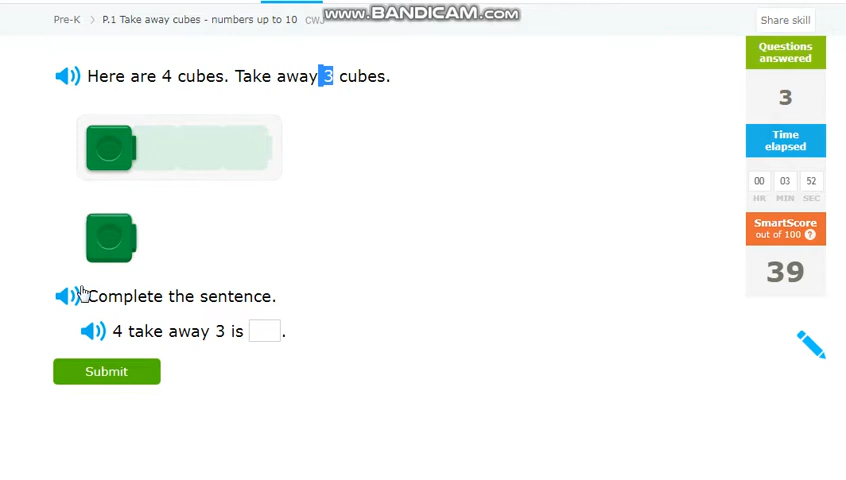 www.BANDICAM.com
Pre-K > P.1 Take away cubes - numbers up to 10 CWJ
Share skill
Questions answered
3
Time elapsed
00 03 52
HR MIN SEC
SmartScore
out of 100 ?
39
Here are 4 cubes. Take away 3 cubes.
Complete the sentence.
4 take away 3 is .
Submit